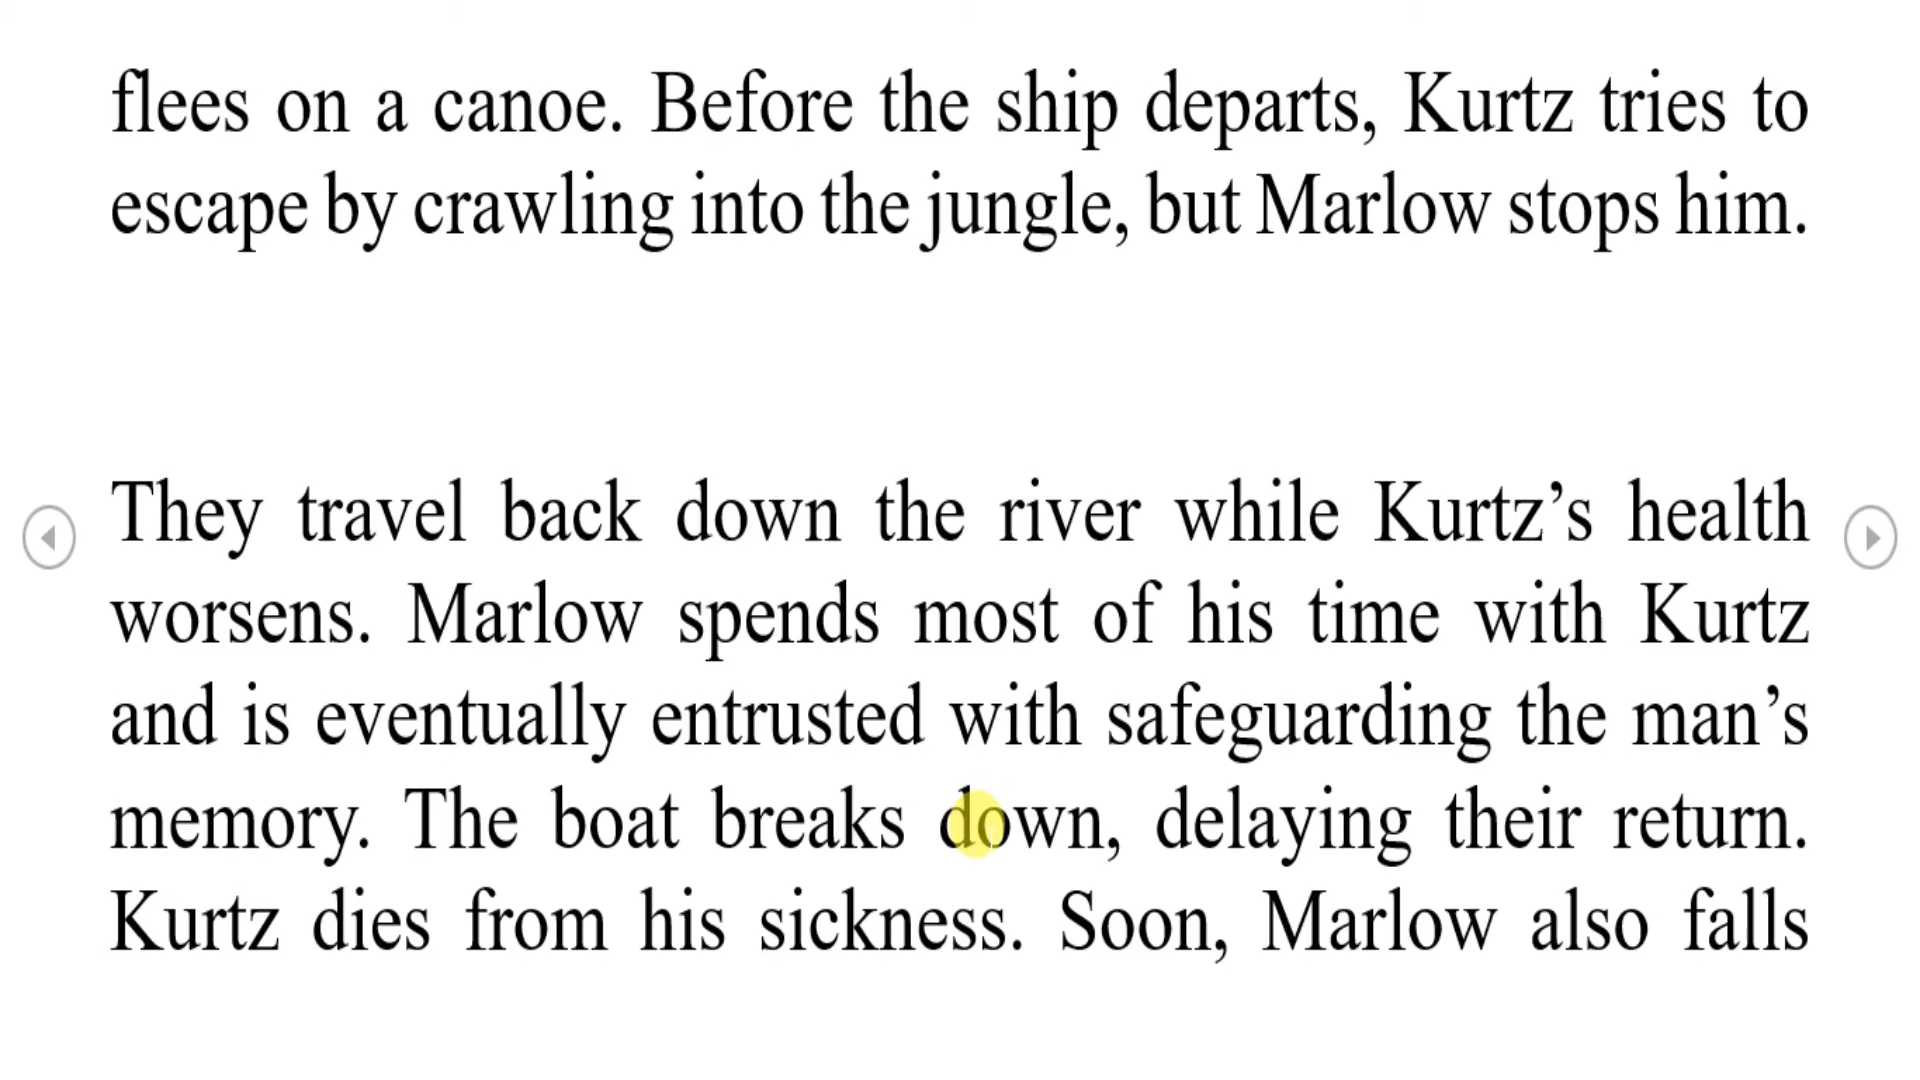 flees on a canoe. Before the ship departs, Kurtz tries to
escape by crawling into the jungle, but Marlow stops him.
They travel back down the river while Kurtz’s health
worsens. Marlow spends most of his time with Kurtz
and is eventually entrusted with safeguarding the man’s
memory. The boat breaks down, delaying their return.
Kurtz dies from his sickness. Soon, Marlow also falls